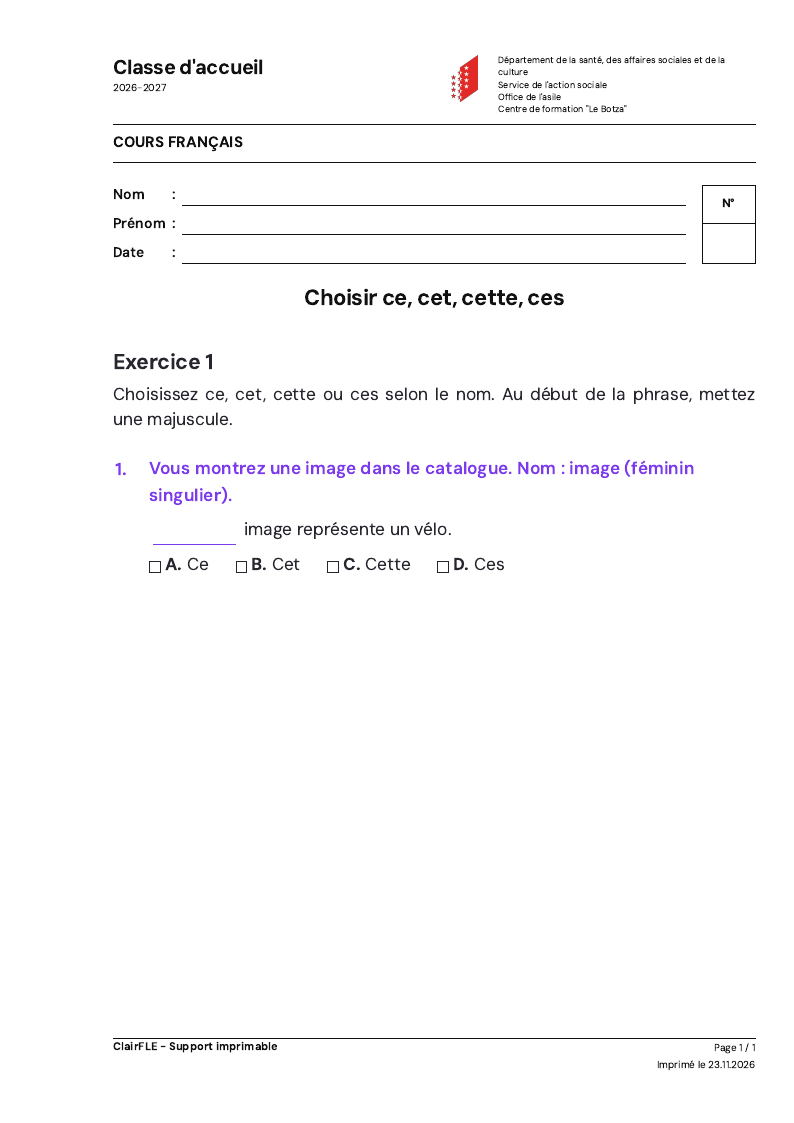 Classe d'accueil
2026-2027
Département de la santé, des affaires sociales et de la
culture
Service de l'action sociale
Office de l'asile
Centre de formation "Le Botza"
COURS FRANÇAIS
Nom :
Prénom :
Date :
N°
Choisir ce, cet, cette, ces
Exercice 1
Choisissez ce, cet, cette ou ces selon le nom. Au début de la phrase, mettez
une majuscule.
1. Vous montrez une image dans le catalogue. Nom : image (féminin
singulier).
image représente un vélo.
A. Ce B. Cet C. Cette D. Ces
ClairFLE - Support imprimable
Page 1 / 1
Imprimé le 23.11.2026